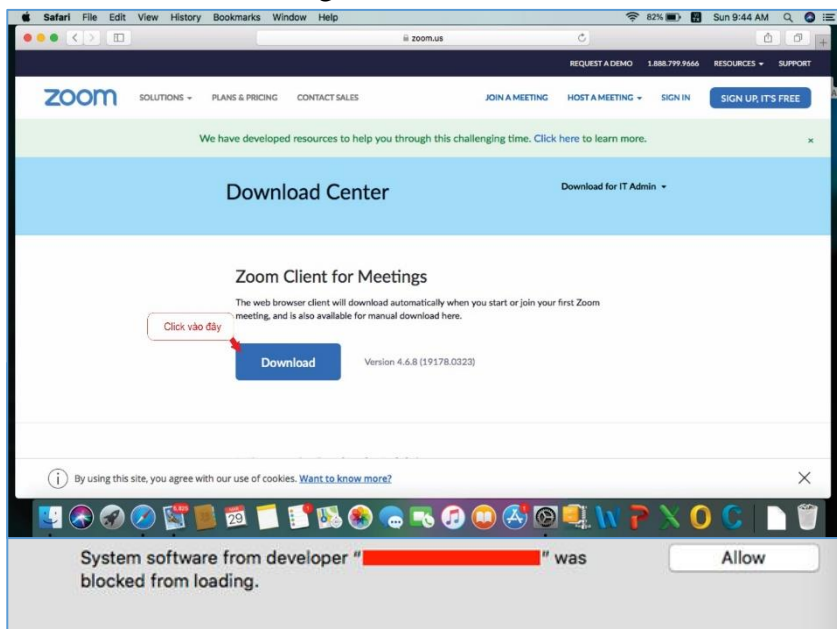 Safari File Edit View History Bookmarks Window Help 82% Sun 9:44 AM
zoom.us
REQUEST A DEMO 1.888.799.9666 RESOURCES SUPPORT
zoom SOLUTIONS PLANS & PRICING CONTACT SALES JOIN A MEETING HOST A MEETING SIGN IN SIGN UP, IT'S FREE
We have developed resources to help you through this challenging time. Click here to learn more.
Download Center Download for IT Admin
Zoom Client for Meetings
The web browser client will download automatically when you start or join your first Zoom
meeting, and is also available for manual download here.
Click vào đây
Download Version 4.6.8 (19178.0323)
By using this site, you agree with our use of cookies. Want to know more?
29
System software from developer " " was
blocked from loading.
Allow